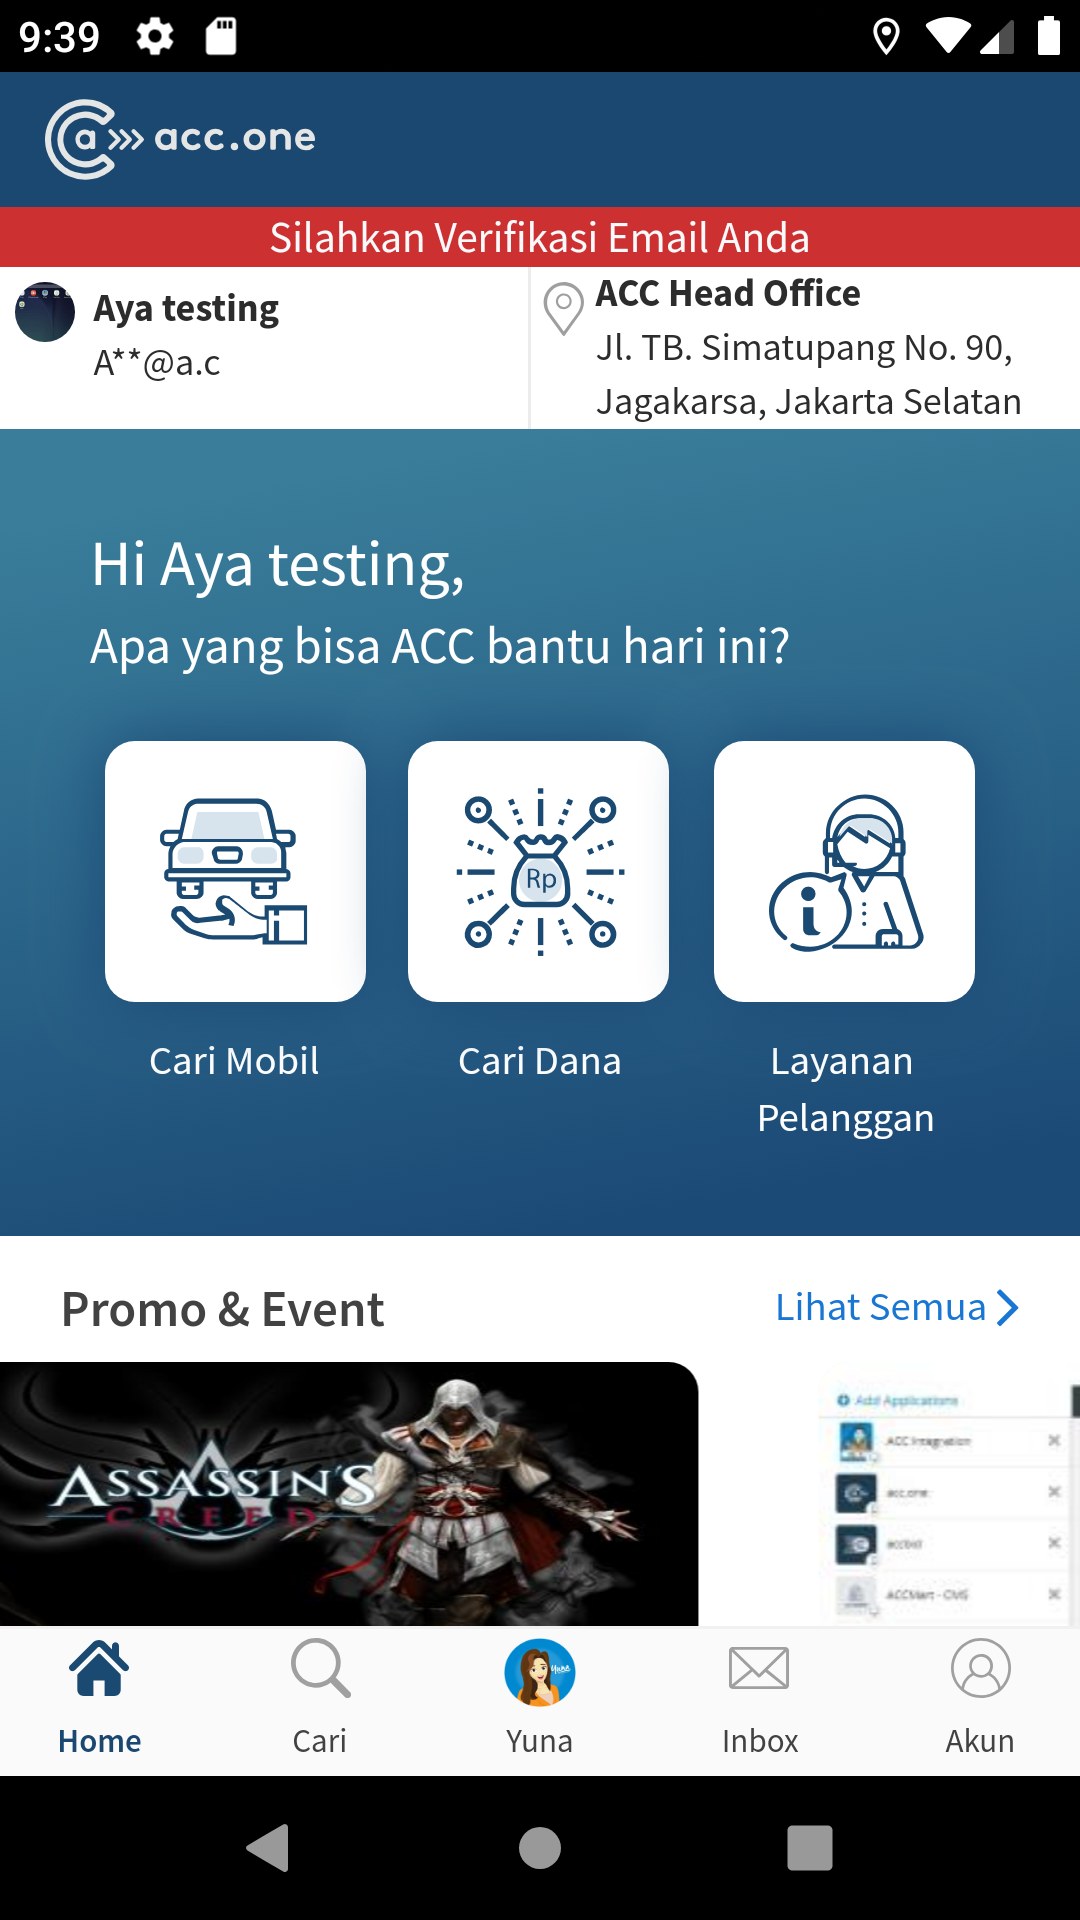 9:39
acc.one
Silahkan Verifikasi Email Anda
Aya testing
A**@a.c
ACC Head Office
Jl. TB. Simatupang No. 90,
Jagakarsa, Jakarta Selatan
Hi Aya testing,
Apa yang bisa ACC bantu hari ini?
Rp
Cari Mobil
Cari Dana
Layanan
Pelanggan
Promo & Event
Lihat Semua
ASSASSIN'S
CREED
Add Applications
ACC Integration
acc.one
accbid
ACCMart - CMS
Yuna
Home
Cari
Yuna
Inbox
Akun